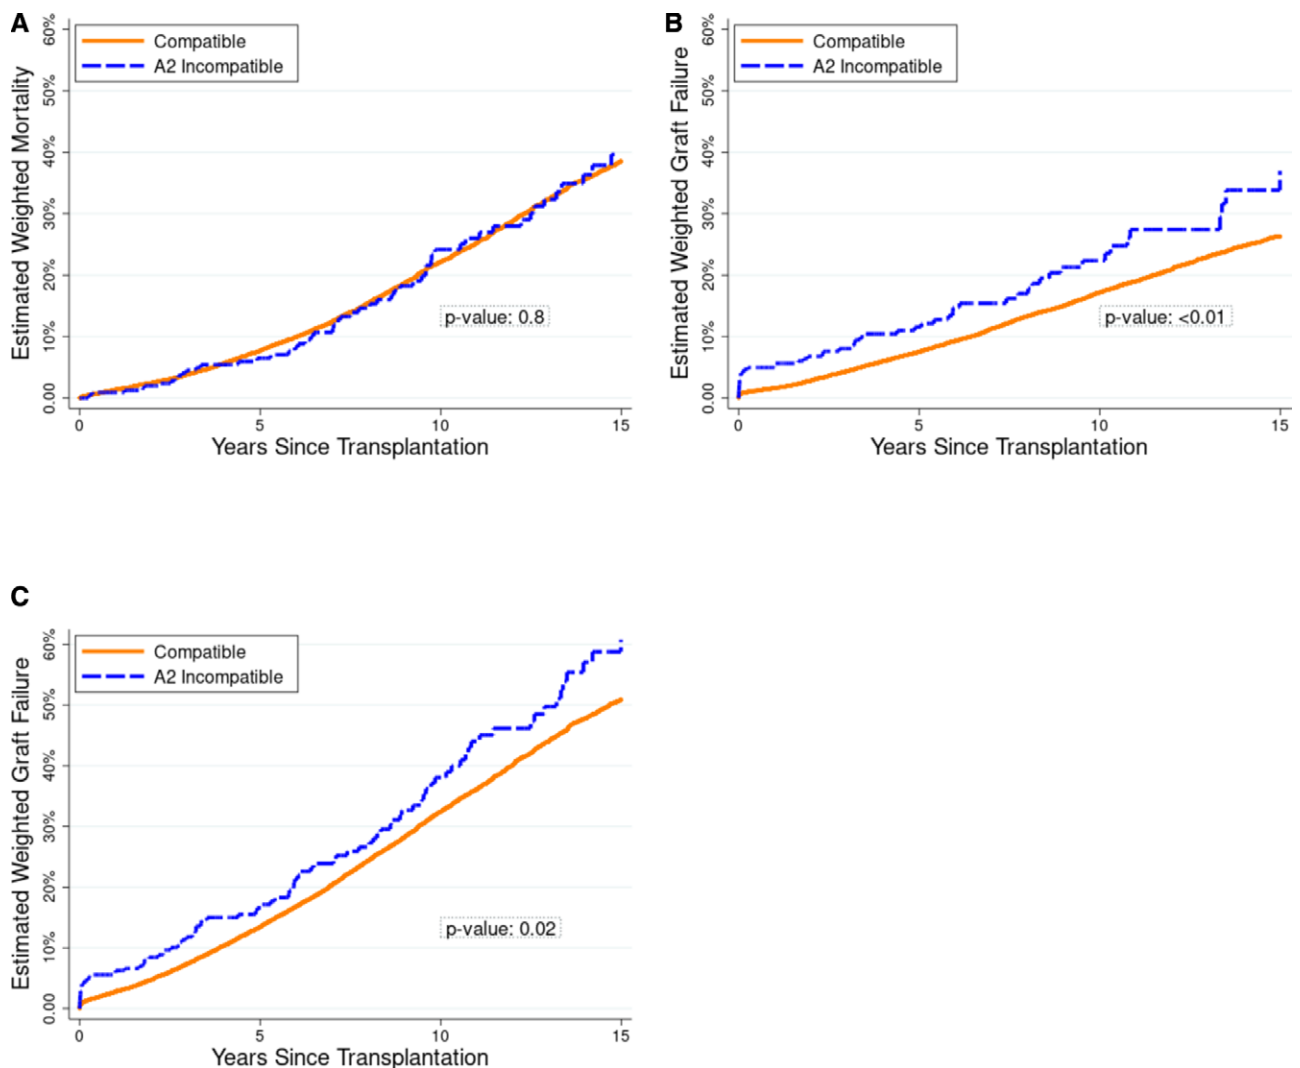 A
Compatible
A2 Incompatible
Estimated Weighted Mortality
60%
50%
40%
30%
20%
10%
0.00
p-value: 0.8
0 5 10 15
Years Since Transplantation
B
Compatible
A2 Incompatible
Estimated Weighted Graft Failure
60%
50%
40%
30%
20%
10%
0.00
p-value: <0.01
0 5 10 15
Years Since Transplantation
C
Compatible
A2 Incompatible
Estimated Weighted Graft Failure
60%
50%
40%
30%
20%
10%
0.00
p-value: 0.02
0 5 10 15
Years Since Transplantation